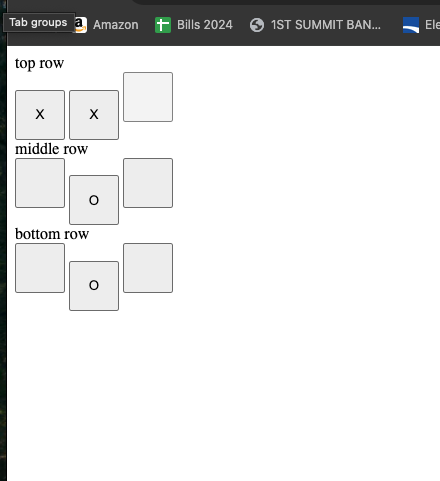 Tab groups
Amazon Bills 2024 1ST SUMMIT BAN... Ele
top row
X X
middle row
O
bottom row
O